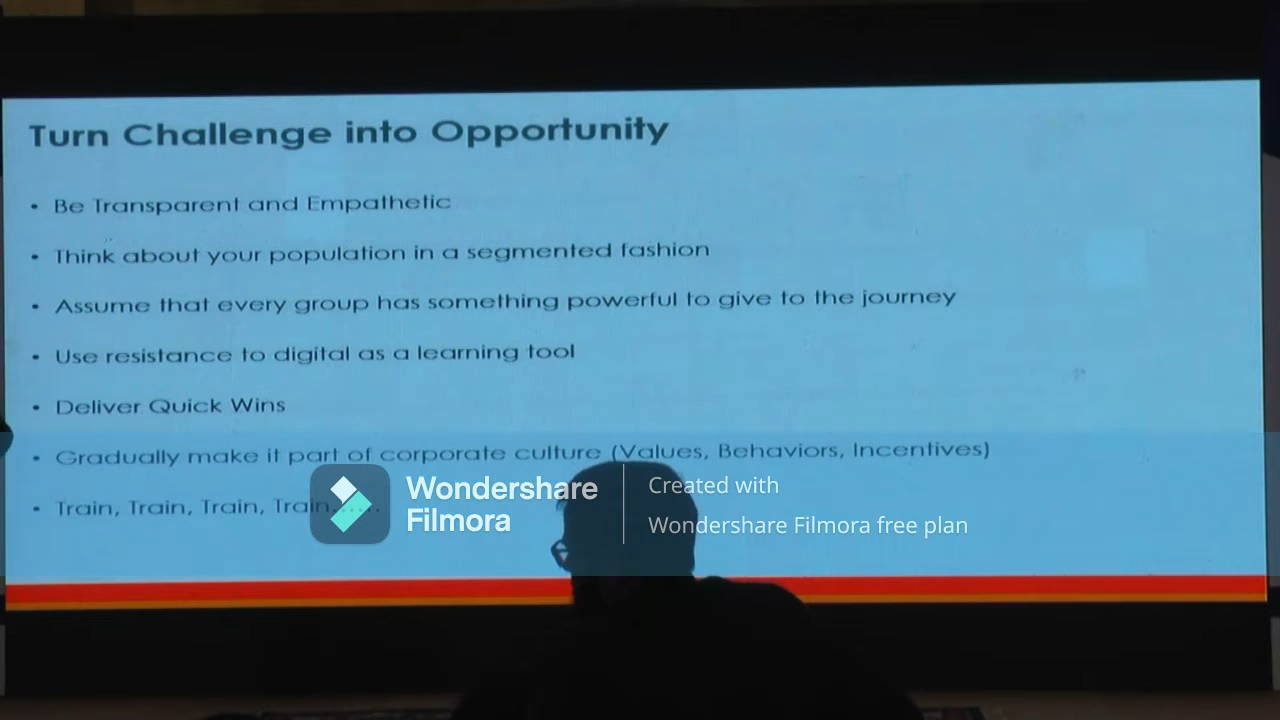 Turn Challenge into Opportunity
• Be Transparent and Empathetic
• Think about your population in a segmented fashion
• Assume that every group has something powerful to give to the journey
• Use resistance to digital as a learning tool
• Deliver Quick Wins
• Gradually make it part of corporate culture (Values, Behaviors, Incentives)
• Train, Train, Train, Train......
Wondershare
Filmora
Created with
Wondershare Filmora free plan